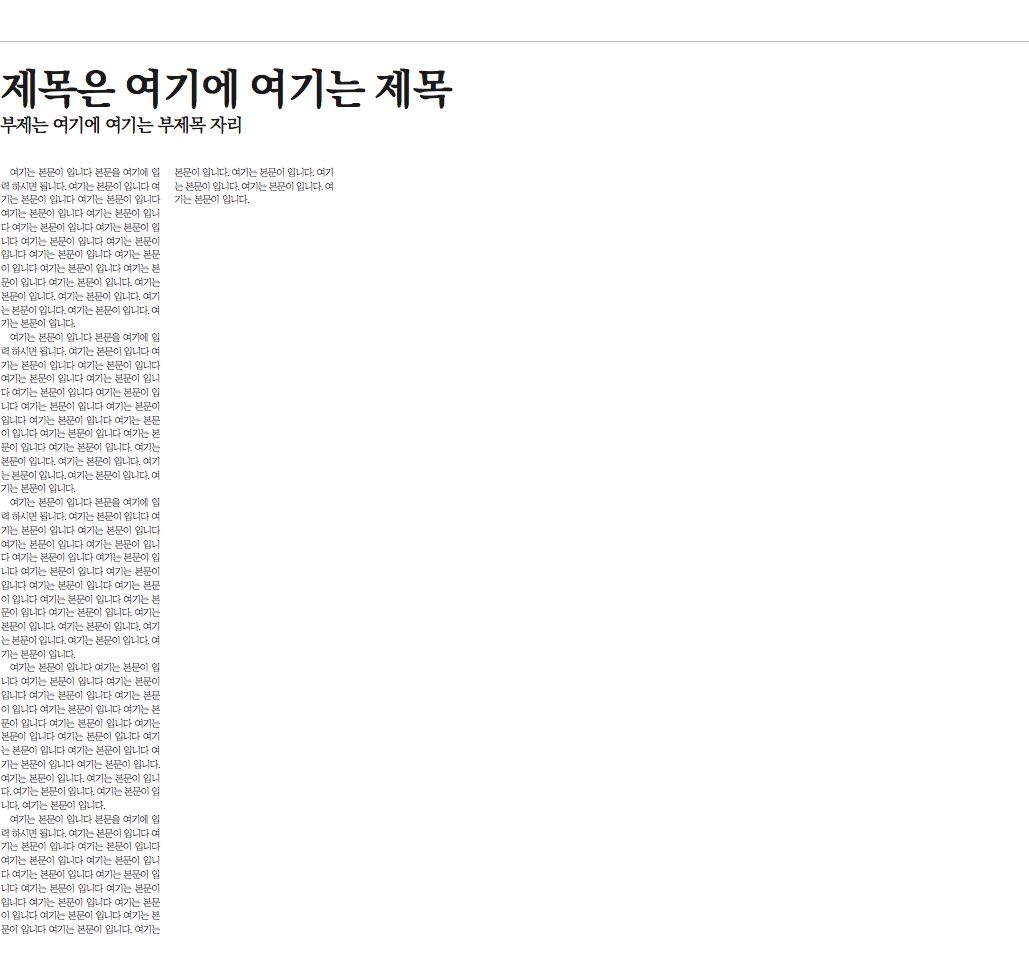 제목은 여기에 여기는 제목
부제는 여기에 여기는 부제목 자리
여기는 본문이 입니다 본문을 여기에 입
력 하시면 됩니다. 여기는 본문이 입니다 여
기는 본문이 입니다 여기는 본문이 입니다
여기는 본문이 입니다 여기는 본문이 입니
다 여기는 본문이 입니다 여기는 본문이 입
니다 여기는 본문이 입니다 여기는 본문이
입니다 여기는 본문이 입니다 여기는 본문
이 입니다 여기는 본문이 입니다 여기는 본
문이 입니다 여기는 본문이 입니다. 여기는
본문이 입니다. 여기는 본문이 입니다. 여기
는 본문이 입니다. 여기는 본문이 입니다. 여
기는 본문이 입니다.
여기는 본문이 입니다 본문을 여기에 입
력 하시면 됩니다. 여기는 본문이 입니다 여
기는 본문이 입니다 여기는 본문이 입니다
여기는 본문이 입니다 여기는 본문이 입니
다 여기는 본문이 입니다 여기는 본문이 입
니다 여기는 본문이 입니다 여기는 본문이
입니다 여기는 본문이 입니다 여기는 본문
이 입니다 여기는 본문이 입니다 여기는 본
문이 입니다 여기는 본문이 입니다. 여기는
본문이 입니다. 여기는 본문이 입니다. 여기
는 본문이 입니다. 여기는 본문이 입니다. 여
기는 본문이 입니다.
여기는 본문이 입니다 본문을 여기에 입
력 하시면 됩니다. 여기는 본문이 입니다 여
기는 본문이 입니다 여기는 본문이 입니다
여기는 본문이 입니다 여기는 본문이 입니
다 여기는 본문이 입니다 여기는 본문이 입
니다 여기는 본문이 입니다 여기는 본문이
입니다 여기는 본문이 입니다 여기는 본문
이 입니다 여기는 본문이 입니다 여기는 본
문이 입니다 여기는 본문이 입니다. 여기는
본문이 입니다. 여기는 본문이 입니다. 여기
는 본문이 입니다. 여기는 본문이 입니다. 여
기는 본문이 입니다.
여기는 본문이 입니다 여기는 본문이 입
니다 여기는 본문이 입니다 여기는 본문이
입니다 여기는 본문이 입니다 여기는 본문
이 입니다 여기는 본문이 입니다 여기는 본
문이 입니다 여기는 본문이 입니다 여기는
본문이 입니다 여기는 본문이 입니다 여기
는 본문이 입니다 여기는 본문이 입니다 여
기는 본문이 입니다 여기는 본문이 입니다.
여기는 본문이 입니다. 여기는 본문이 입니
다. 여기는 본문이 입니다. 여기는 본문이 입
니다. 여기는 본문이 입니다.
여기는 본문이 입니다 본문을 여기에 입
력 하시면 됩니다. 여기는 본문이 입니다 여
기는 본문이 입니다 여기는 본문이 입니다
여기는 본문이 입니다 여기는 본문이 입니
다 여기는 본문이 입니다 여기는 본문이 입
니다 여기는 본문이 입니다 여기는 본문이
입니다 여기는 본문이 입니다 여기는 본문
이 입니다 여기는 본문이 입니다 여기는 본
문이 입니다 여기는 본문이 입니다. 여기는
본문이 입니다. 여기는 본문이 입니다. 여기
는 본문이 입니다. 여기는 본문이 입니다. 여
기는 본문이 입니다.